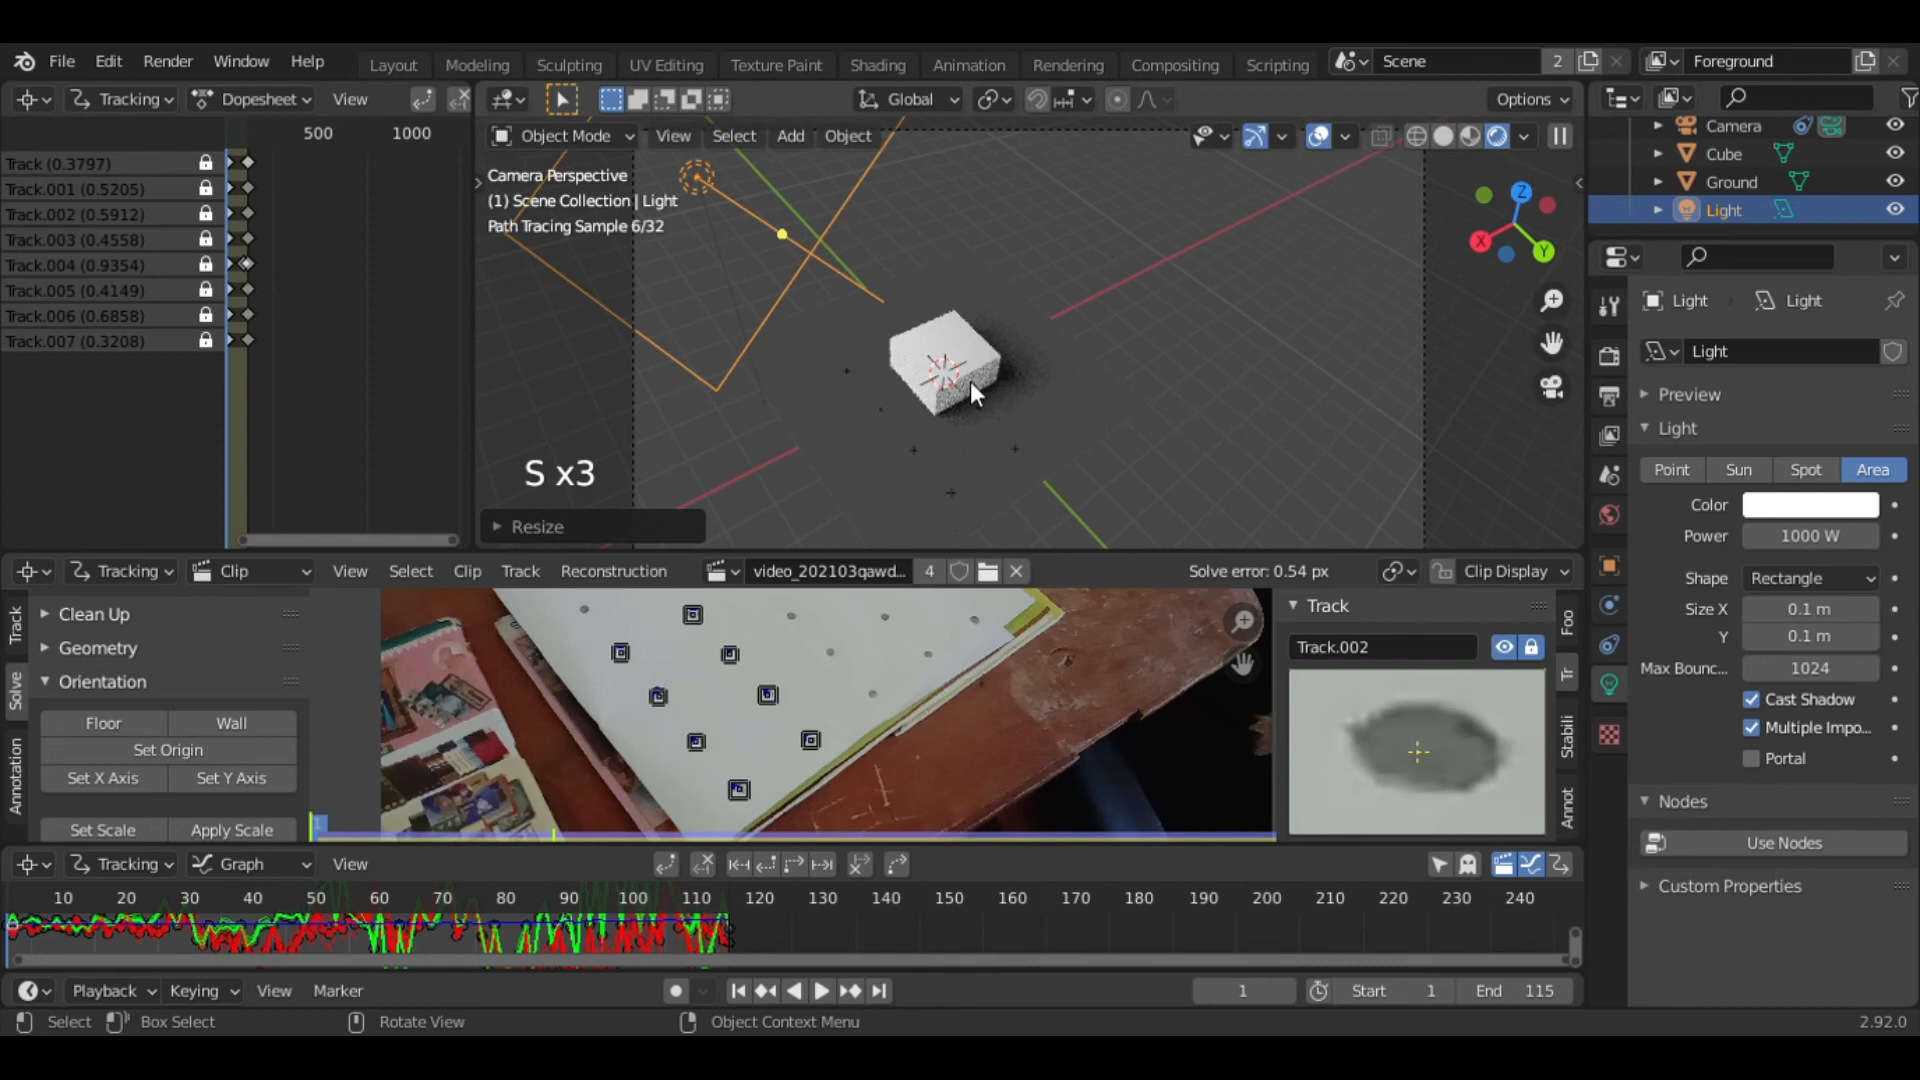 File Edit Render Window Help Layout Modeling Sculpting UV Editing Texture Paint Shading Animation Rendering Compositing Scripting Scene 2 Foreground
Tracking Dopesheet View Global Options
500 1000
Object Mode View Select Add Object
Camera Perspective
(1) Scene Collection | Light
Path Tracing Sample 6/32
Z
X
Y
Track (0.3797)
Track.001 (0.5205)
Track.002 (0.5912)
Track.003 (0.4558)
Track.004 (0.9354)
Track.005 (0.4149)
Track.006 (0.6858)
Track.007 (0.3208)
S x3
Resize
Camera
Cube
Ground
Light
Light Light
Light
Preview
Light
Point Sun Spot Area
Color
Power 1000 W
Shape Rectangle
Size X 0.1 m
Y 0.1 m
Max Bounc... 1024
Cast Shadow
Multiple Impo...
Portal
Nodes
Use Nodes
Custom Properties
Tracking Clip View Select Clip Track Reconstruction video_202103qawd... 4 Solve error: 0.54 px Clip Display
Track
Solve
Annotation
Clean Up
Geometry
Orientation
Floor Wall
Set Origin
Set X Axis Set Y Axis
Set Scale Apply Scale
1
Track
Track.002
Foo
Tr
Stabili
Annot
Tracking Graph View
10 20 30 40 50 60 70 80 90 100 110 120 130 140 150 160 170 180 190 200 210 220 230 240
Playback Keying View Marker 1 Start 1 End 115
Select Box Select Rotate View Object Context Menu 2.92.0